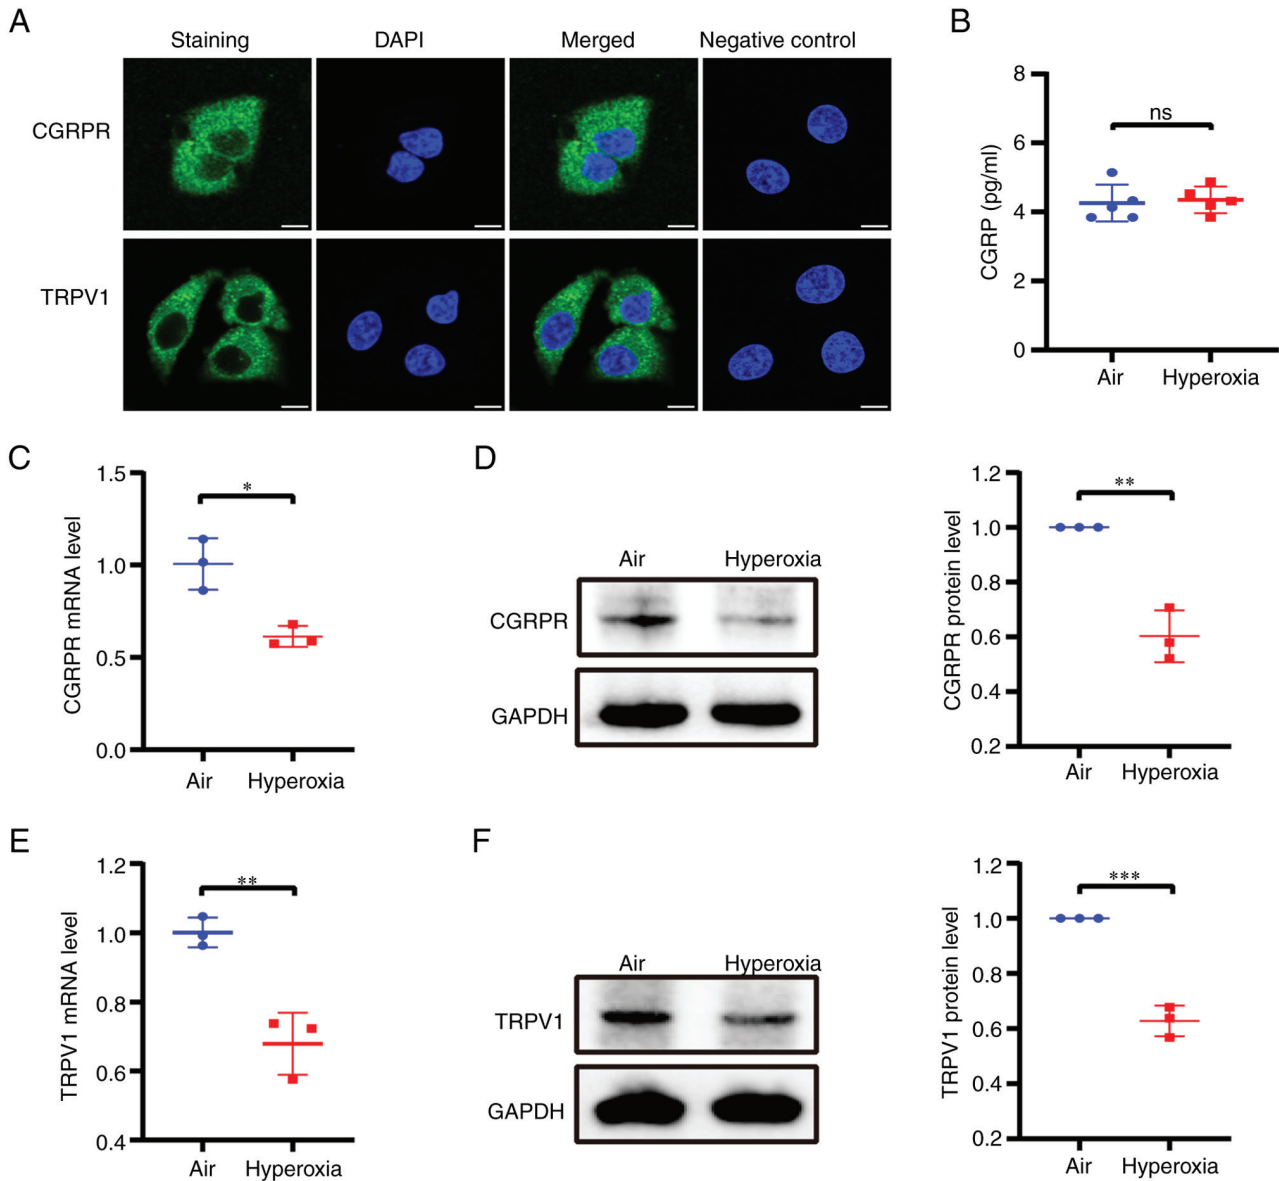 A
Staining DAPI Merged Negative control
CGRPR
TRPV1
B
8
6
4
2
0
CGRP (pg/ml)
ns
Air Hyperoxia
C
1.5
1.0
0.5
0.0
CGRPR mRNA level
*
Air Hyperoxia
D
Air Hyperoxia
CGRPR
GAPDH
1.2
1.0
0.8
0.6
0.4
0.2
CGRPR protein level
**
Air Hyperoxia
E
1.2
1.0
0.8
0.6
0.4
TRPV1 mRNA level
**
Air Hyperoxia
F
Air Hyperoxia
TRPV1
GAPDH
1.2
1.0
0.8
0.6
0.4
0.2
TRPV1 protein level
***
Air Hyperoxia